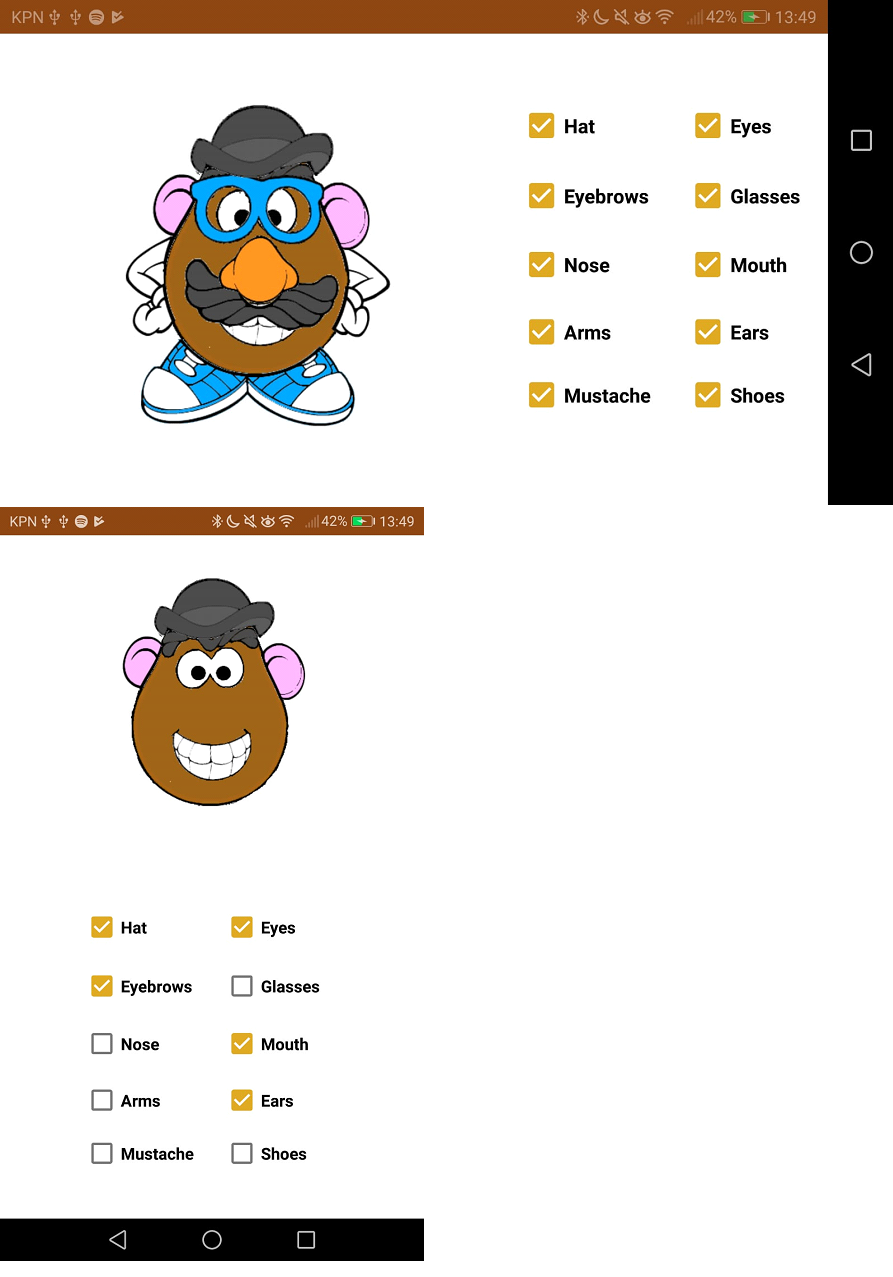 KPN 42% 13:49
Hat Eyes
Eyebrows Glasses
Nose Mouth
Arms Ears
Mustache Shoes
KPN 42% 13:49
Hat Eyes
Eyebrows Glasses
Nose Mouth
Arms Ears
Mustache Shoes